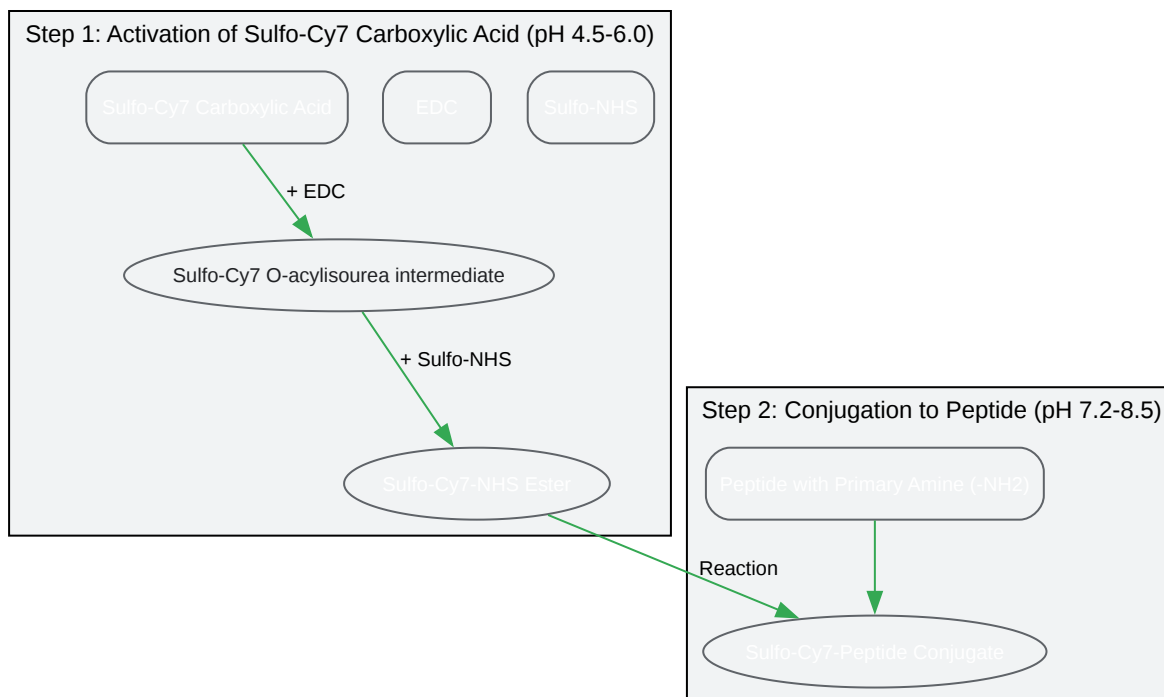 Step 1: Activation of Sulfo-Cy7 Carboxylic Acid (pH 4.5-6.0)
Sulfo-Cy7 Carboxylic Acid
EDC
Sulfo-NHS
+ EDC
Sulfo-Cy7 O-acylisourea intermediate
+ Sulfo-NHS
Sulfo-Cy7-NHS Ester
Step 2: Conjugation to Peptide (pH 7.2-8.5)
Peptide with Primary Amine (-NH2)
Reaction
Sulfo-Cy7-Peptide Conjugate